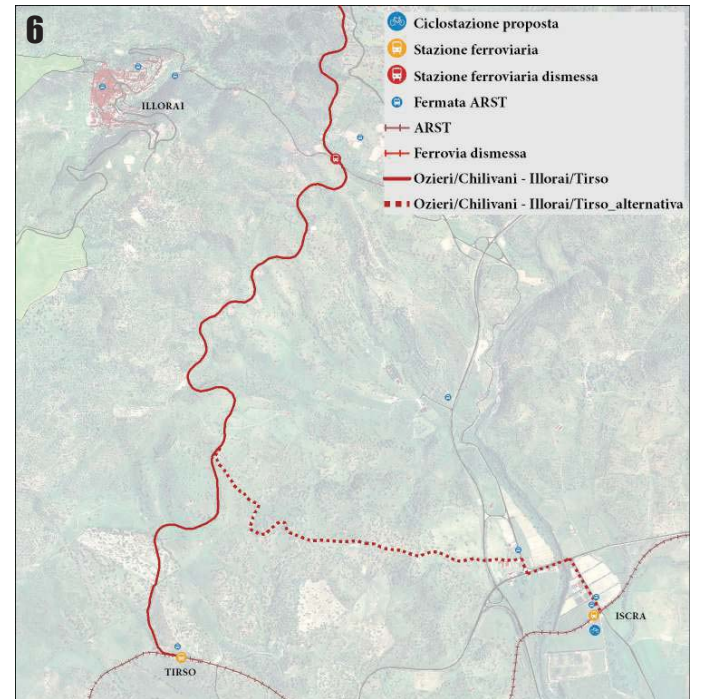 6
Ciclostazione proposta
Stazione ferroviaria
Stazione ferroviaria dismessa
Fermata ARST
ARST
Ferrovia dismessa
Ozieri/Chilivani - Illorai/Tirso
Ozieri/Chilivani - Illorai/Tirso_alternativa
ILLORAI
ISCRA
TIRSO